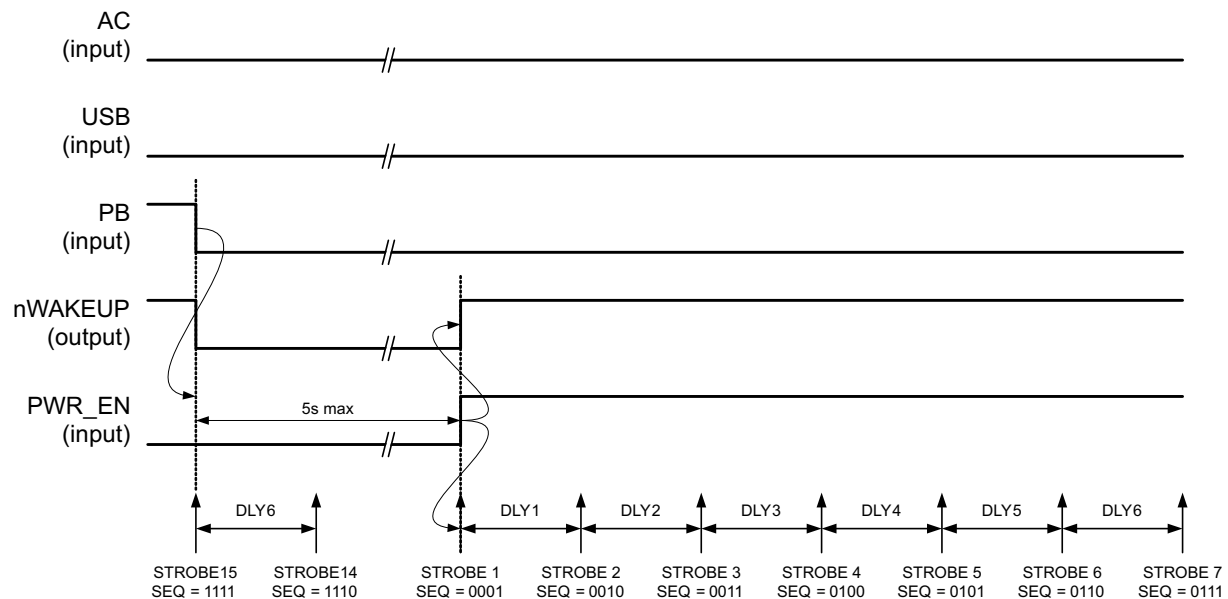 AC
(input)
USB
(input)
PB
(input)
nWAKEUP
(output)
PWR_EN
(input)
5s max
DLY6
DLY1
DLY2
DLY3
DLY4
DLY5
DLY6
STROBE15
SEQ = 1111
STROBE14
SEQ = 1110
STROBE 1
SEQ = 0001
STROBE 2
SEQ = 0010
STROBE 3
SEQ = 0011
STROBE 4
SEQ = 0100
STROBE 5
SEQ = 0101
STROBE 6
SEQ = 0110
STROBE 7
SEQ = 0111